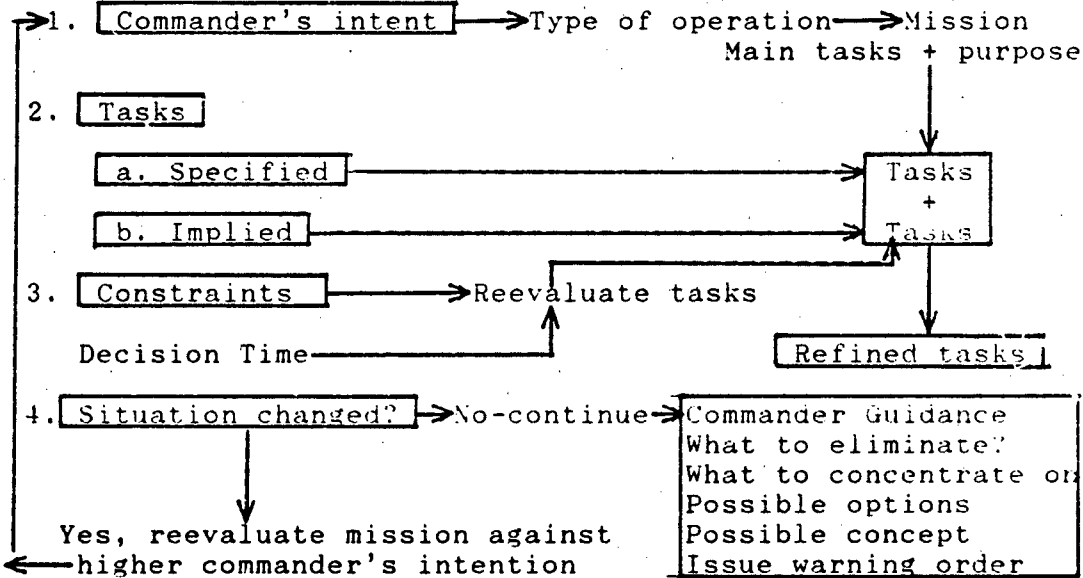 1. Commander's intent Type of operation Mission
Main tasks + purpose
2. Tasks
a. Specified Tasks
+
b. Implied Tasks
3. Constraints Reevaluate tasks
Decision Time Refined tasks
4. Situation changed? No-continue Commander Guidance
What to eliminate?
What to concentrate on
Possible options
Yes, reevaluate mission against Possible concept
higher commander's intention Issue warning order